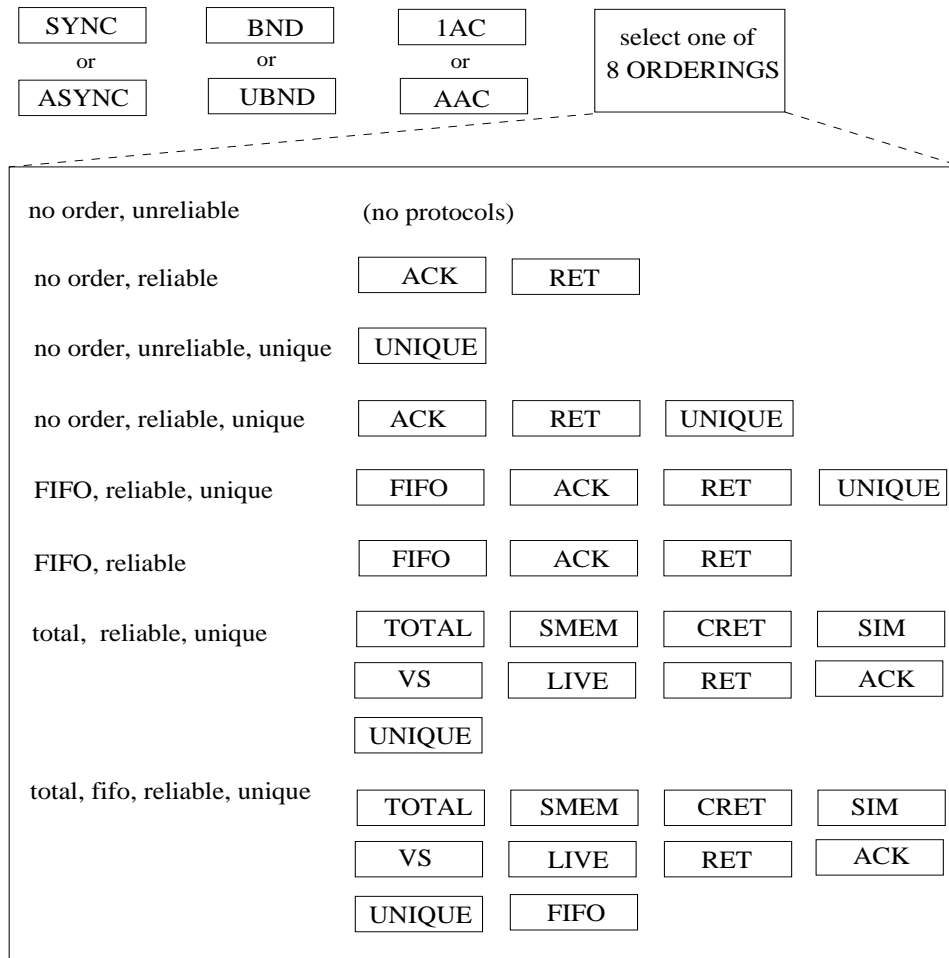 SYNC BND 1AC select one of
or or or 8 ORDERINGS
ASYNC UBND AAC
no order, unreliable (no protocols)
no order, reliable ACK RET
no order, unreliable, unique UNIQUE
no order, reliable, unique ACK RET UNIQUE
FIFO, reliable, unique FIFO ACK RET UNIQUE
FIFO, reliable FIFO ACK RET
total, reliable, unique TOTAL SMEM CRET SIM
VS LIVE RET ACK
UNIQUE
total, fifo, reliable, unique TOTAL SMEM CRET SIM
VS LIVE RET ACK
UNIQUE FIFO